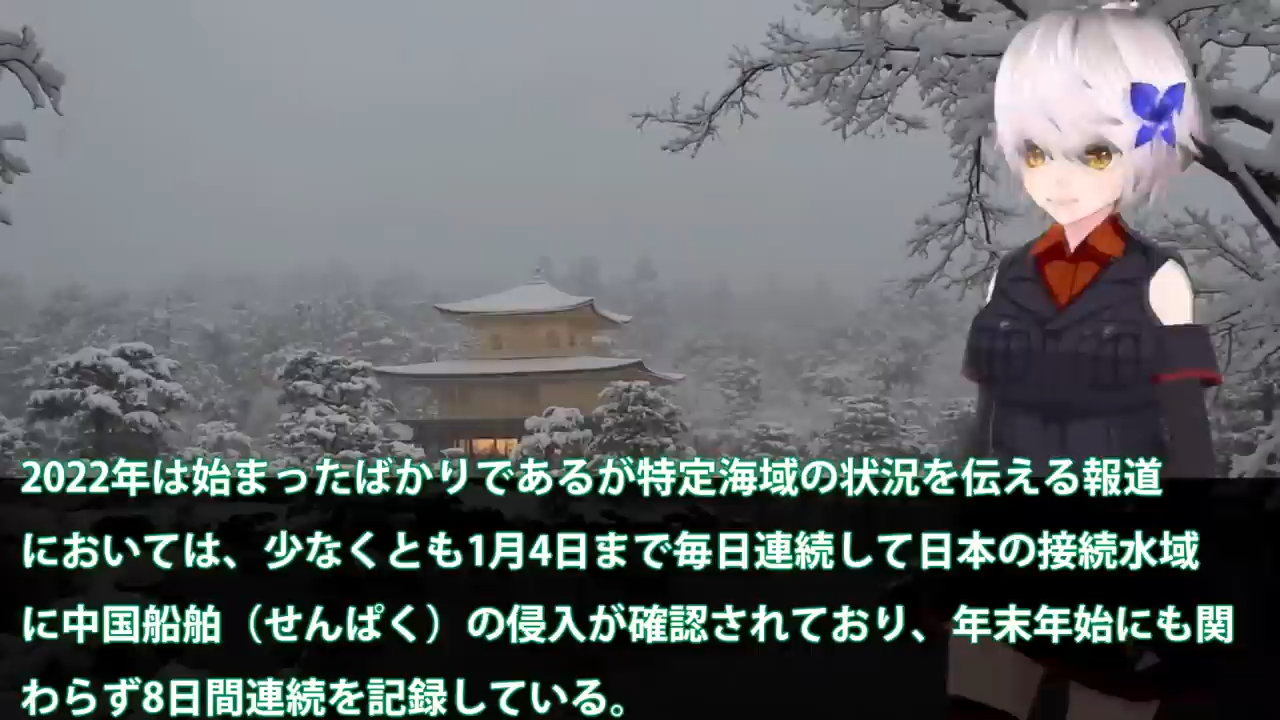 2022年は始まったばかりであるが特定海域の状況を伝える報道
においては、少なくとも1月4日まで毎日連続して日本の接続水域
に中国船舶（せんぱく）の侵入が確認されており、年末年始にも関
わらず8日間連続を記録している。